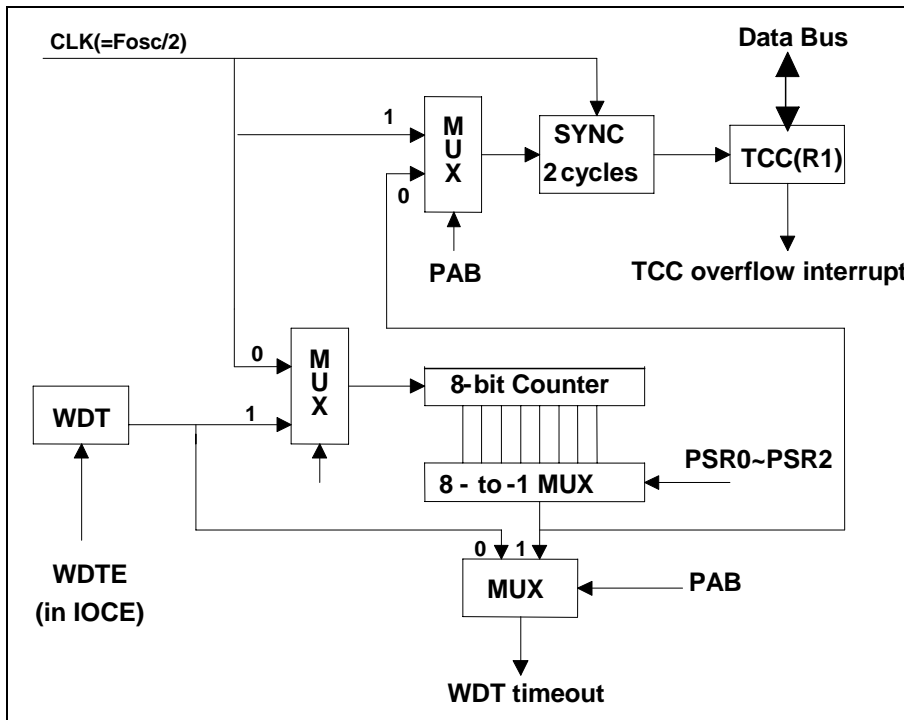 CLK(=Fosc/2)
Data Bus
1
M
U
X
0
SYNC
2 cycles
TCC(R1)
PAB
TCC overflow interrupt
0
M
U
X
1
8-bit Counter
WDT
PSR0~PSR2
8 - to -1 MUX
0 1
WDTE
(in IOCE)
MUX
PAB
WDT timeout